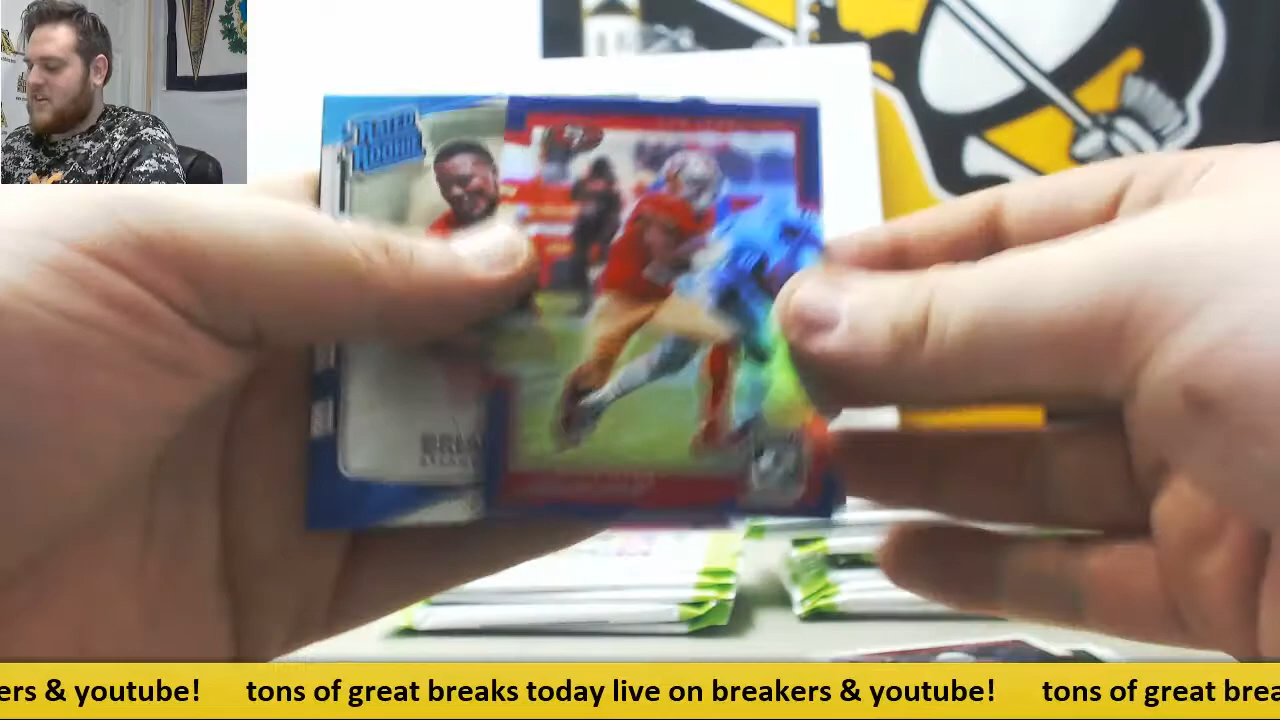 RATED
ROOKIE
ers & youtube! tons of great breaks today live on breakers & youtube! tons of great brea